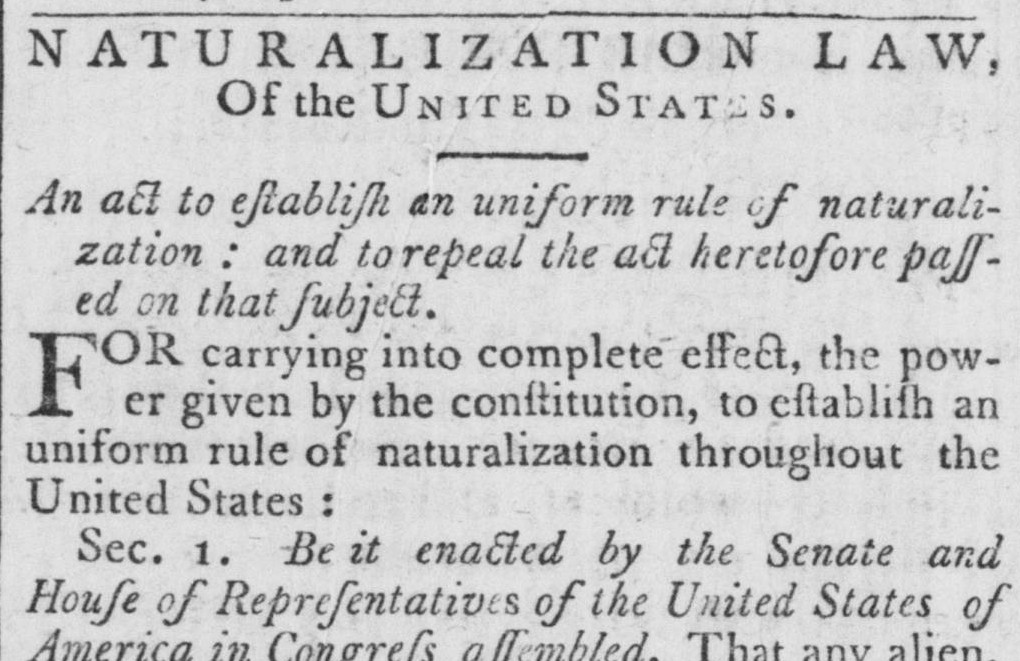 NATURALIZATION LAW,
Of the UNITED STATES.
An act to eſtabliſh an uniform rule of naturali-
zation : and to repeal the act heretofore paſſ-
ed on that ſubject.
FOR carrying into complete effect, the pow-
er given by the conſtitution, to eſtabliſh an
uniform rule of naturalization throughout the
United States :
Sec. 1. Be it enacted by the Senate and
Houſe of Repreſentatives of the United States of
America in Congreſs aſſembled, That any alien,